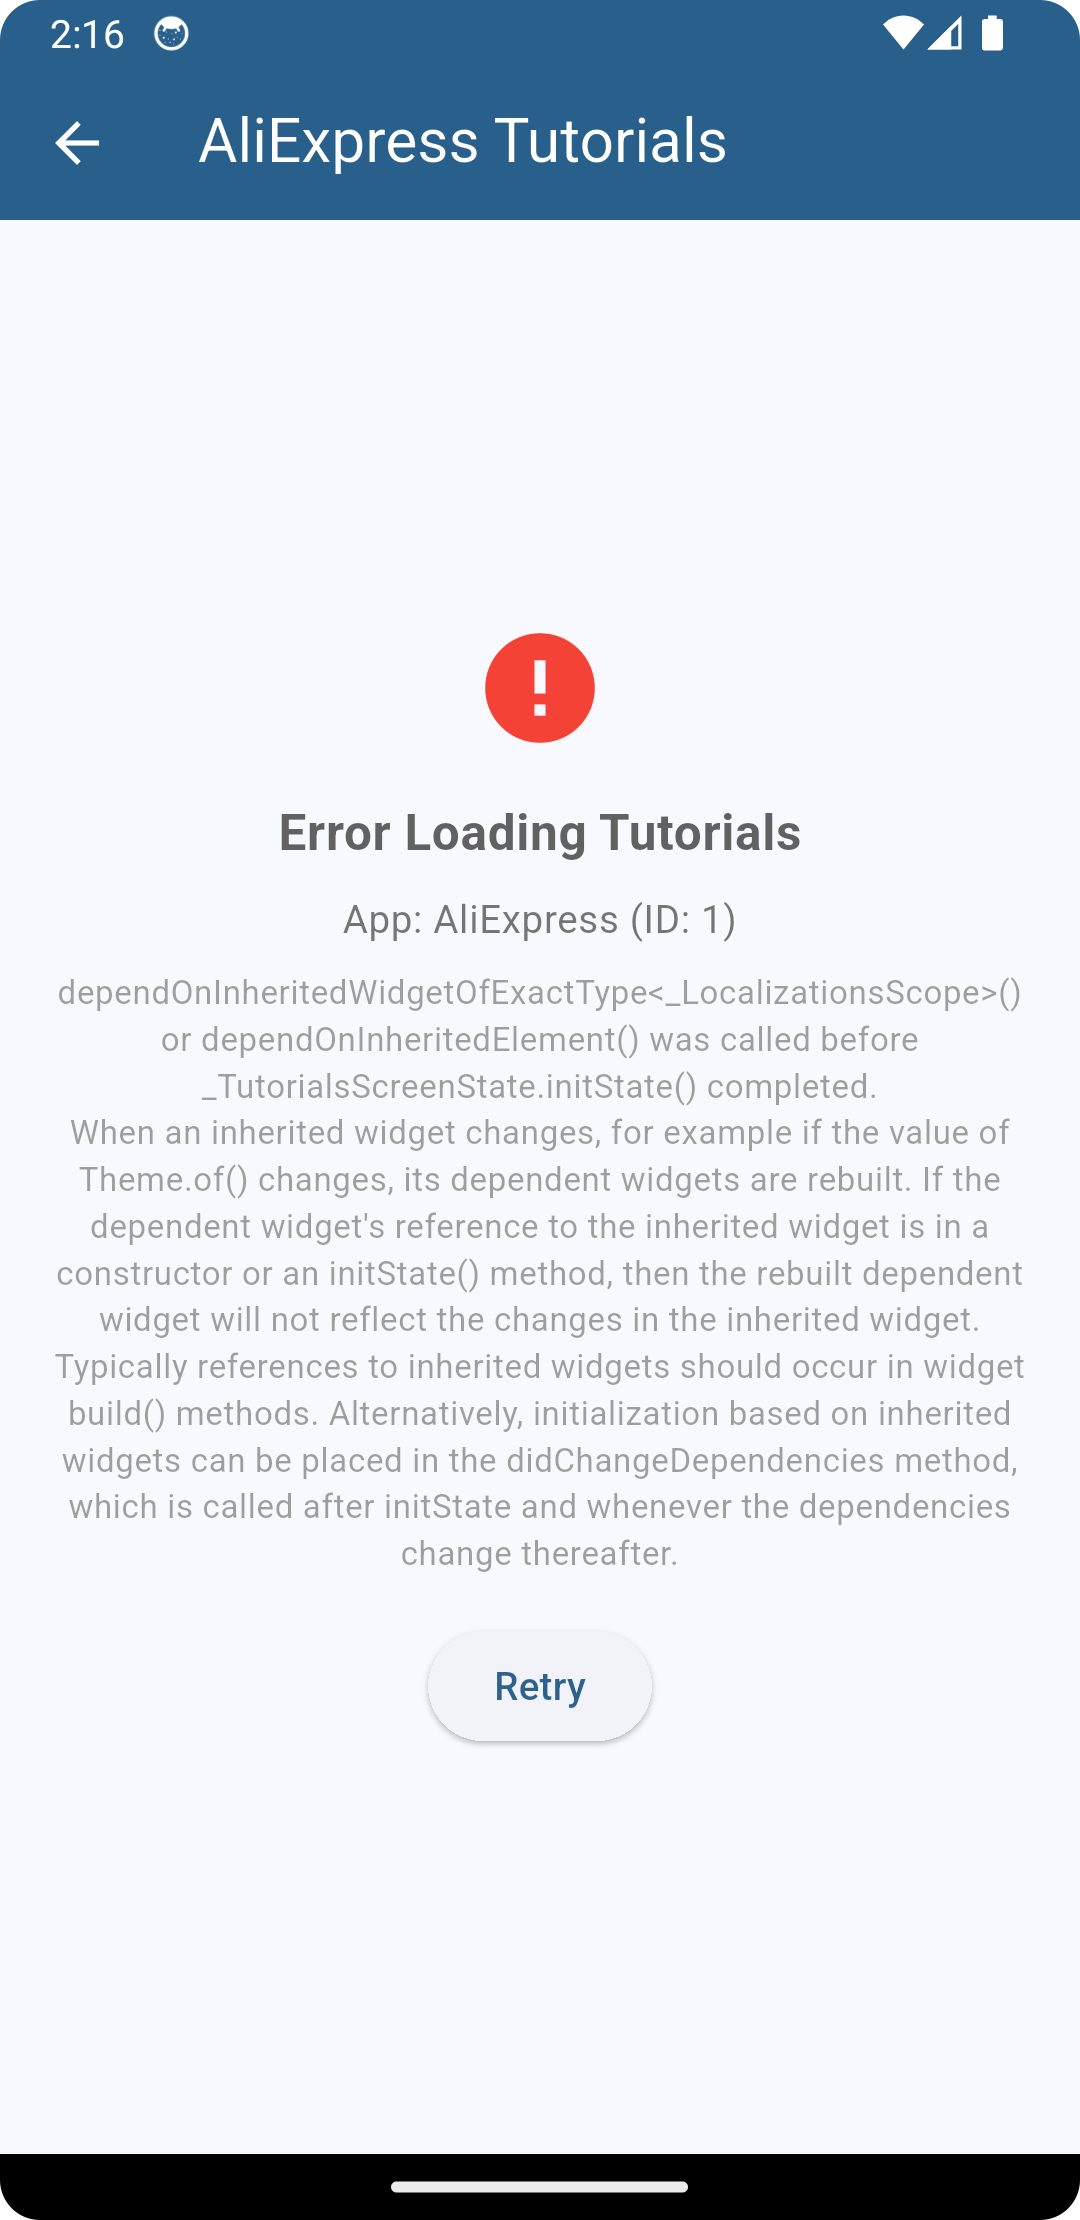 2:16
AliExpress Tutorials
Error Loading Tutorials
App: AliExpress (ID: 1)
dependOnInheritedWidgetOfExactType<_LocalizationsScope>()
or dependOnInheritedElement() was called before
_TutorialsScreenState.initState() completed.
When an inherited widget changes, for example if the value of
Theme.of() changes, its dependent widgets are rebuilt. If the
dependent widget's reference to the inherited widget is in a
constructor or an initState() method, then the rebuilt dependent
widget will not reflect the changes in the inherited widget.
Typically references to inherited widgets should occur in widget
build() methods. Alternatively, initialization based on inherited
widgets can be placed in the didChangeDependencies method,
which is called after initState and whenever the dependencies
change thereafter.
Retry